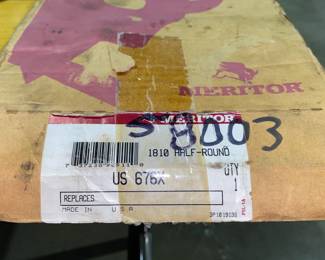 MERITOR
MERITOR
S 8003
1810 HALF-ROUND
US 676X
QTY
1
REPLACES
MADE IN U S A